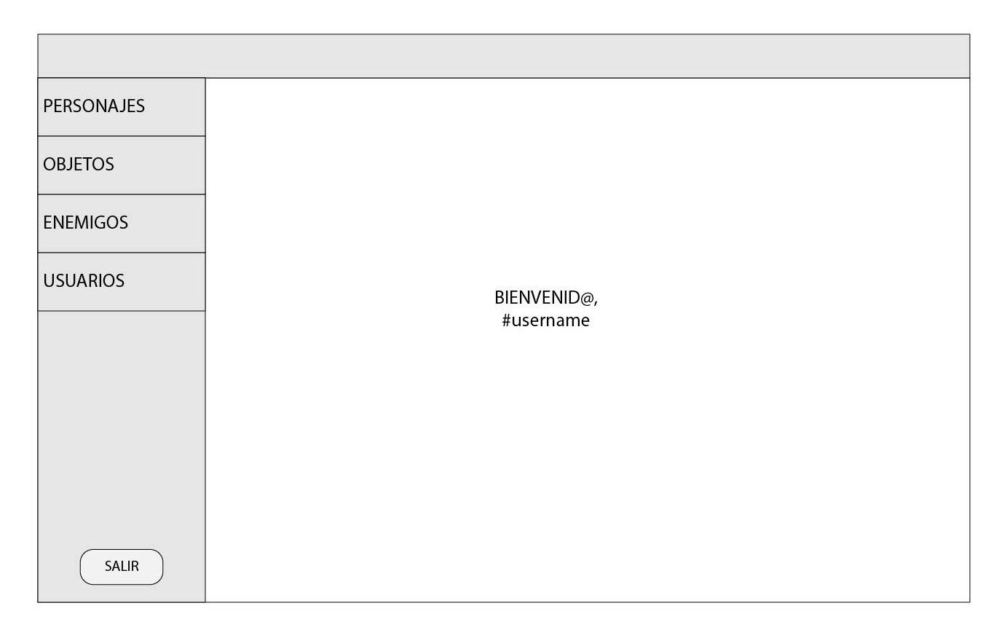 PERSONAJES
OBJETOS
ENEMIGOS
USUARIOS
BIENVENID@,
#username
SALIR